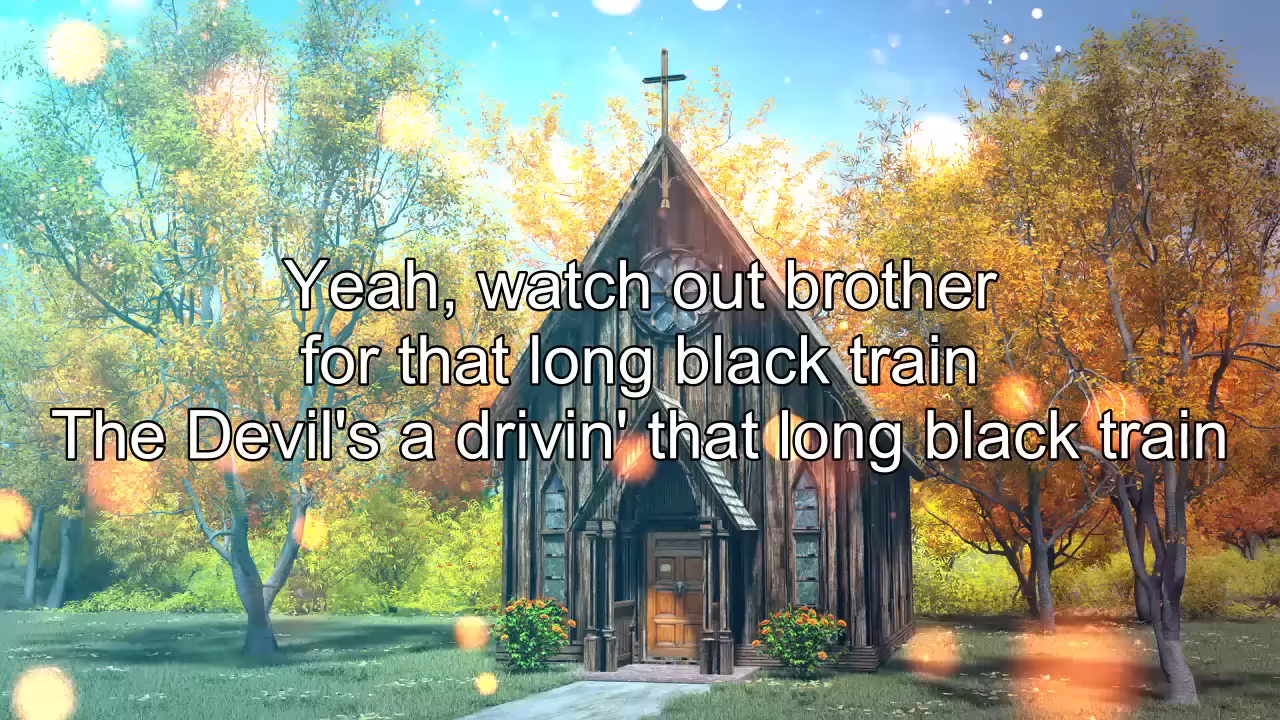 Yeah, watch out brother
for that long black train
The Devil's a drivin' that long black train